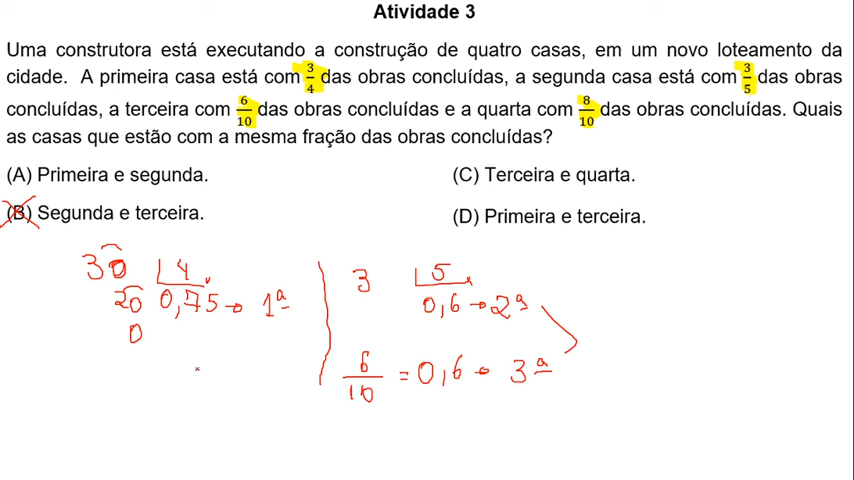 Atividade 3
Uma construtora está executando a construção de quatro casas, em um novo loteamento da
cidade. A primeira casa está com 3/4 das obras concluídas, a segunda casa está com 3/5 das obras
concluídas, a terceira com 6/10 das obras concluídas e a quarta com 8/10 das obras concluídas. Quais
as casas que estão com a mesma fração das obras concluídas?
(A) Primeira e segunda. (C) Terceira e quarta.
(B) Segunda e terceira. (D) Primeira e terceira.
30 4 3 5
20 0,75 → 1ª 0,6 → 2ª
0
6/10 = 0,6 → 3ª